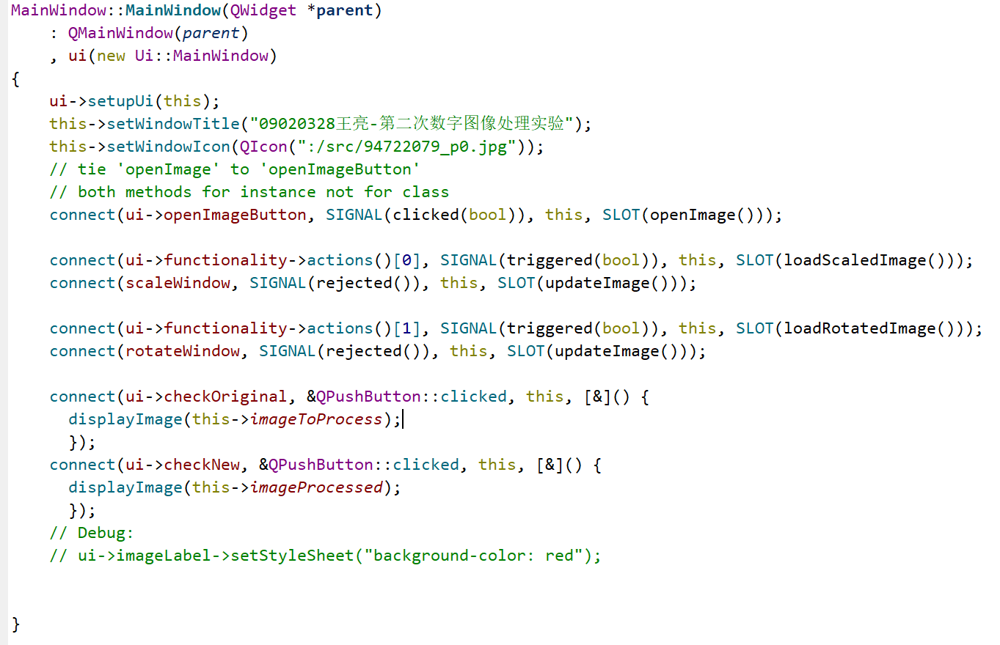 MainWindow::MainWindow(QWidget *parent)
    : QMainWindow(parent)
    , ui(new Ui::MainWindow)
{
    ui->setupUi(this);
    this->setWindowTitle("09020328王亮-第二次数字图像处理实验");
    this->setWindowIcon(QIcon(":/src/94722079_p0.jpg"));
    // tie 'openImage' to 'openImageButton'
    // both methods for instance not for class
    connect(ui->openImageButton, SIGNAL(clicked(bool)), this, SLOT(openImage()));
    connect(ui->functionality->actions()[0], SIGNAL(triggered(bool)), this, SLOT(loadScaledImage()));
    connect(scaleWindow, SIGNAL(rejected()), this, SLOT(updateImage()));
    connect(ui->functionality->actions()[1], SIGNAL(triggered(bool)), this, SLOT(loadRotatedImage()));
    connect(rotateWindow, SIGNAL(rejected()), this, SLOT(updateImage()));
    connect(ui->checkOriginal, &QPushButton::clicked, this, [&]() {
      displayImage(this->imageToProcess);
      });
    connect(ui->checkNew, &QPushButton::clicked, this, [&]() {
      displayImage(this->imageProcessed);
      });
    // Debug:
    // ui->imageLabel->setStyleSheet("background-color: red");
}